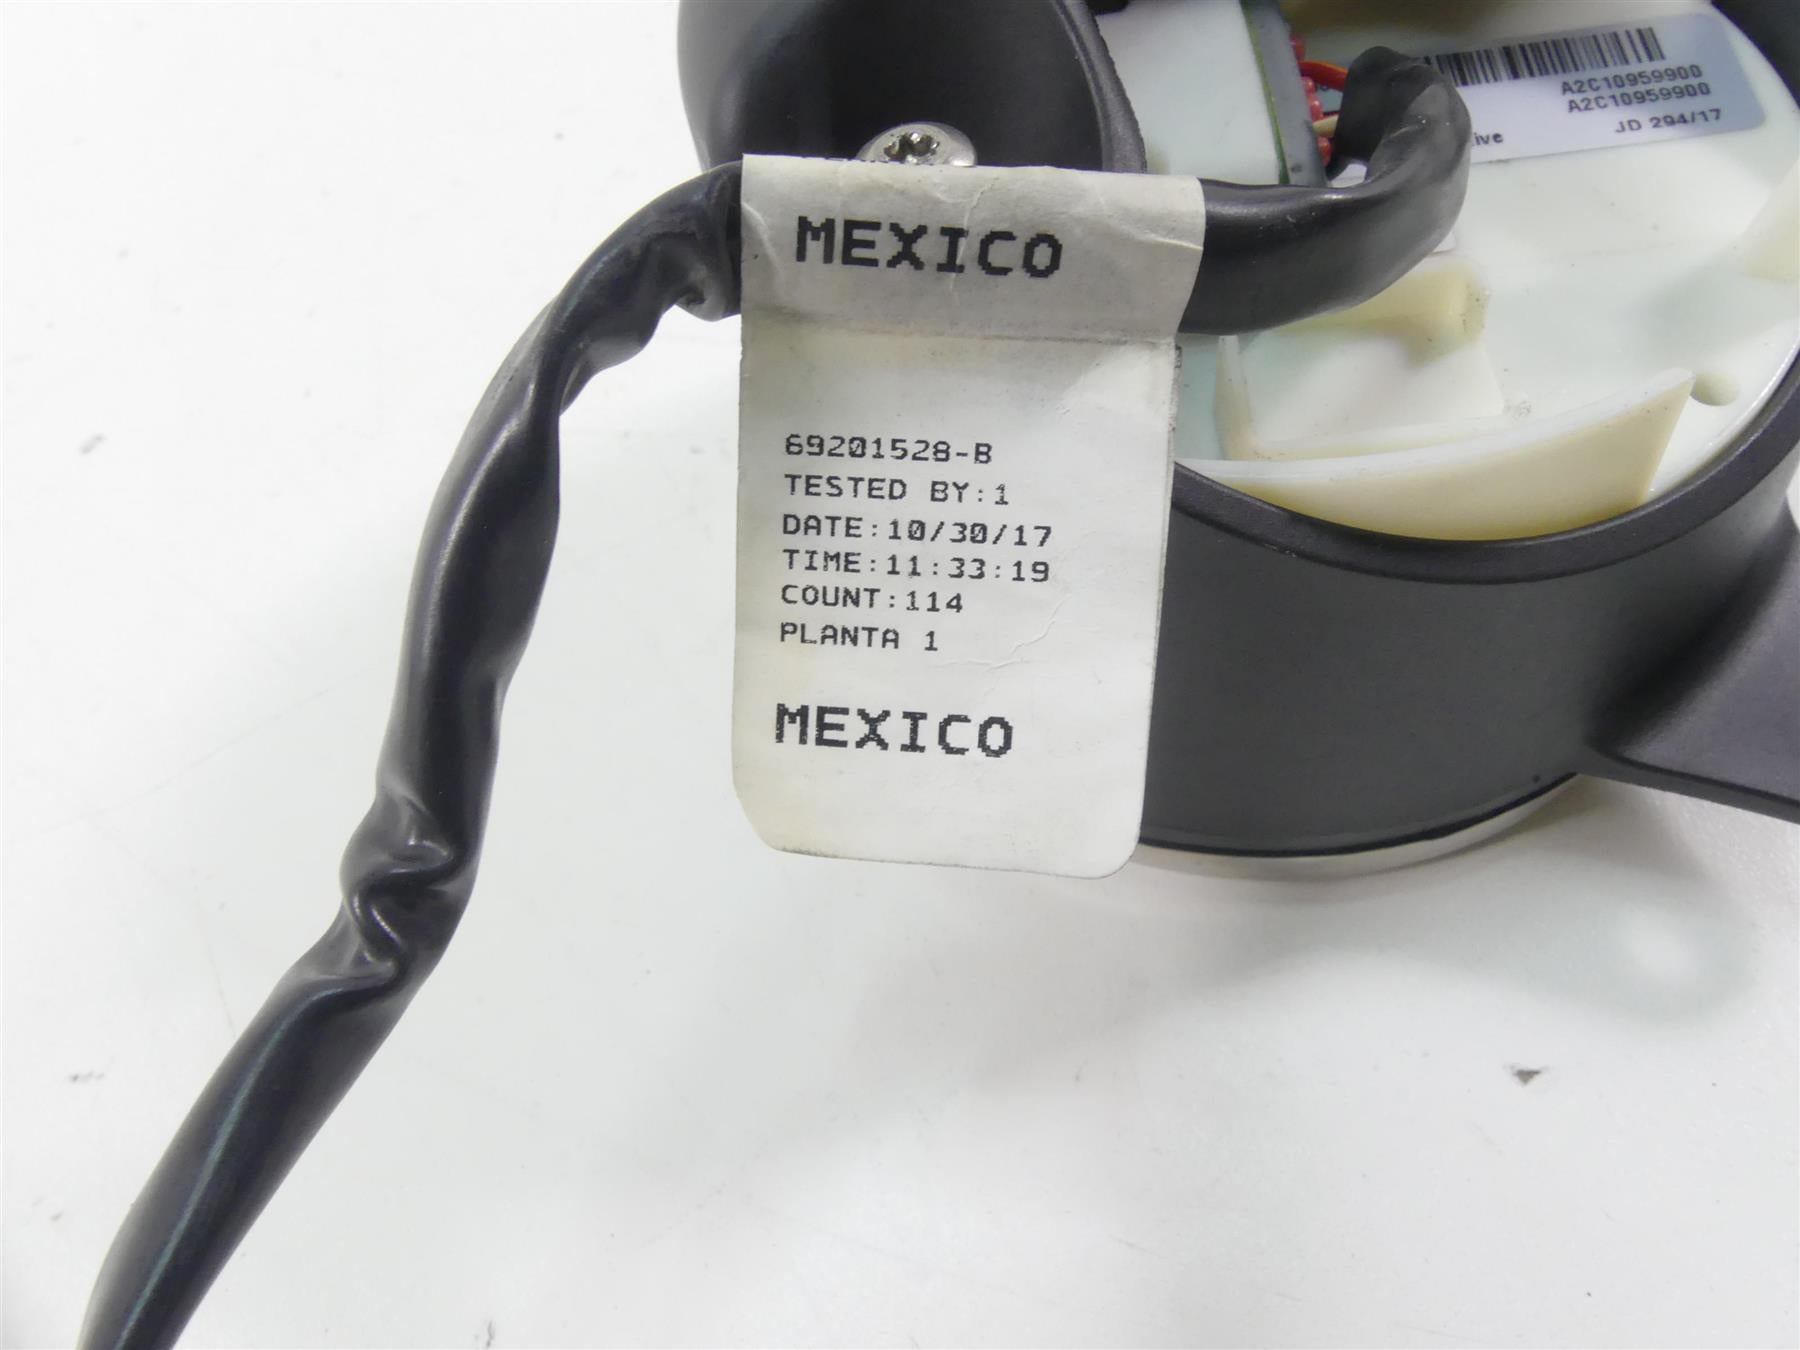 A2C10959900
A2C10959900
JD 294/17
MEXICO
69201528-B
TESTED BY:1
DATE:10/30/17
TIME:11:33:19
COUNT:114
PLANTA 1
MEXICO